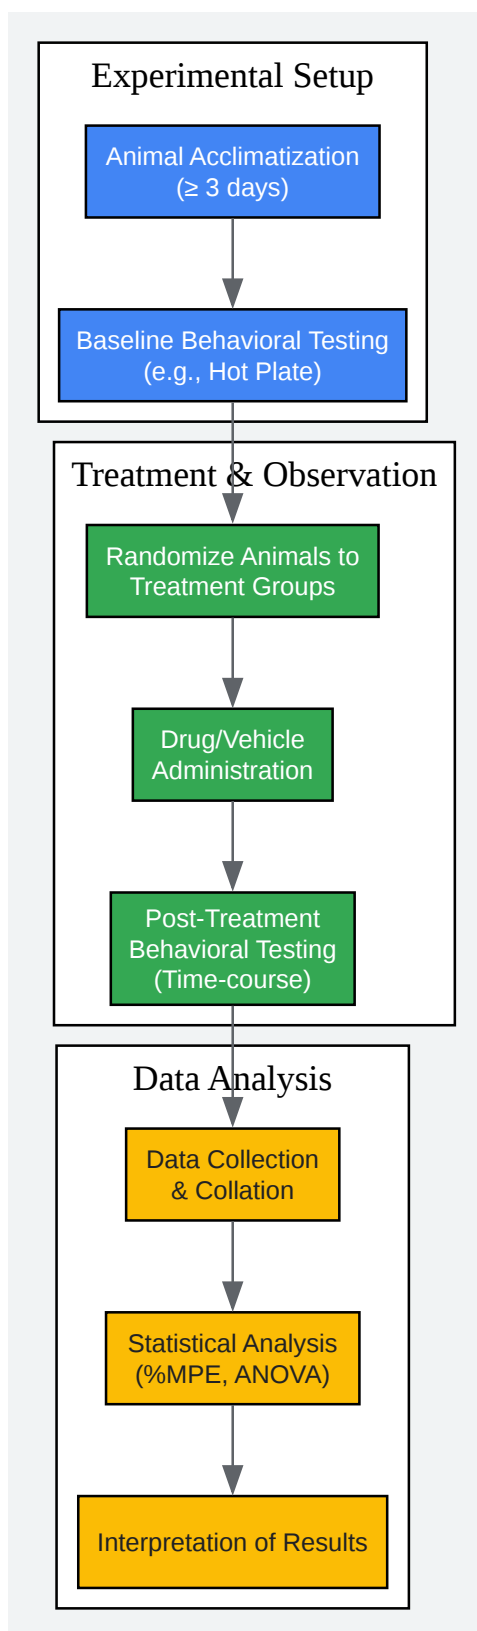 Experimental Setup
Animal Acclimatization
(≥ 3 days)
Baseline Behavioral Testing
(e.g., Hot Plate)
Treatment & Observation
Randomize Animals to
Treatment Groups
Drug/Vehicle
Administration
Post-Treatment
Behavioral Testing
(Time-course)
Data Analysis
Data Collection
& Collation
Statistical Analysis
(%MPE, ANOVA)
Interpretation of Results